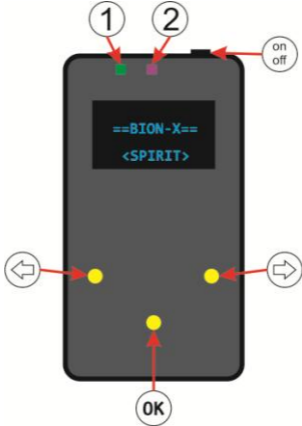 1 2 on
off
==BION-X==
<SPIRIT>
OK